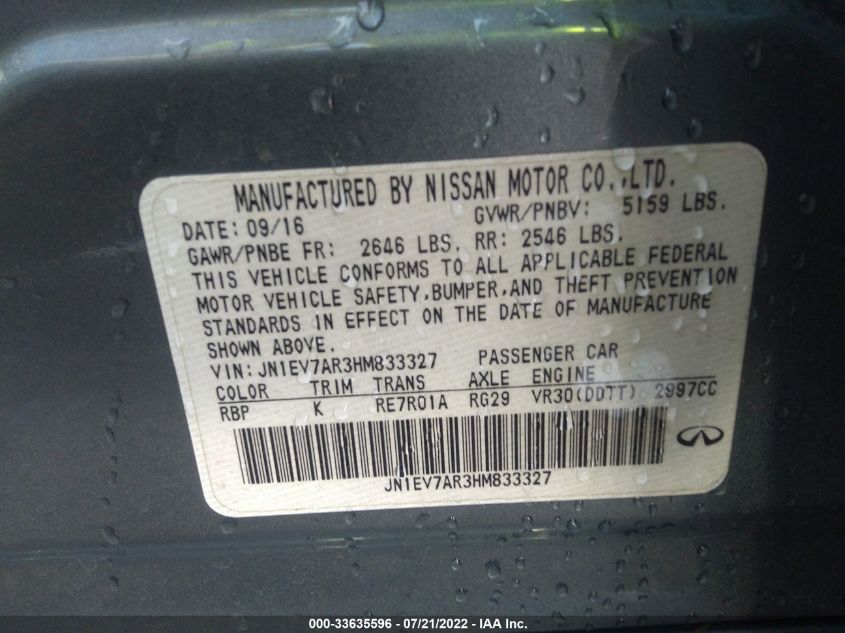 MANUFACTURED BY NISSAN MOTOR CO.,LTD.
DATE: 09/16 GVWR/PNBV: 5159 LBS.
GAWR/PNBE FR: 2646 LBS. RR: 2546 LBS.
THIS VEHICLE CONFORMS TO ALL APPLICABLE FEDERAL
MOTOR VEHICLE SAFETY,BUMPER,AND THEFT PREVENTION
STANDARDS IN EFFECT ON THE DATE OF MANUFACTURE
SHOWN ABOVE.
VIN: JN1EV7AR3HM833327 PASSENGER CAR
COLOR TRIM TRANS AXLE ENGINE
RBP K RE7R01A RG29 VR30(DDTT) 2997CC
JN1EV7AR3HM833327
000-33635596 - 07/21/2022 - IAA Inc.